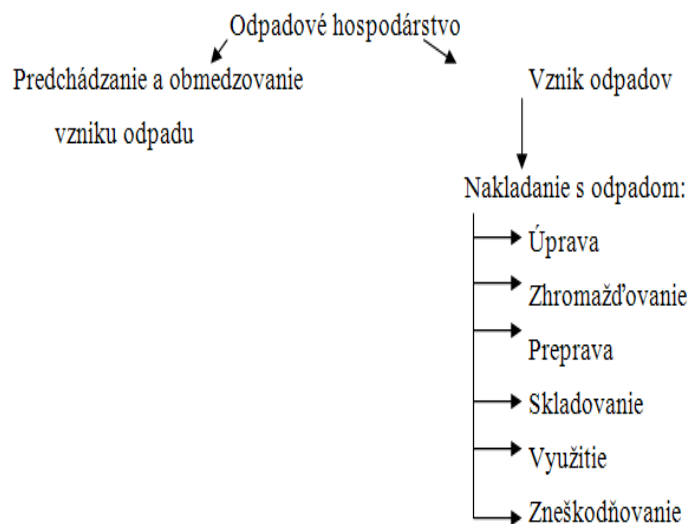 Odpadové hospodárstvo
Predchádzanie a obmedzovanie
vzniku odpadu
Vznik odpadov
Nakladanie s odpadom:
Úprava
Zhromažďovanie
Preprava
Skladovanie
Využitie
Zneškodňovanie